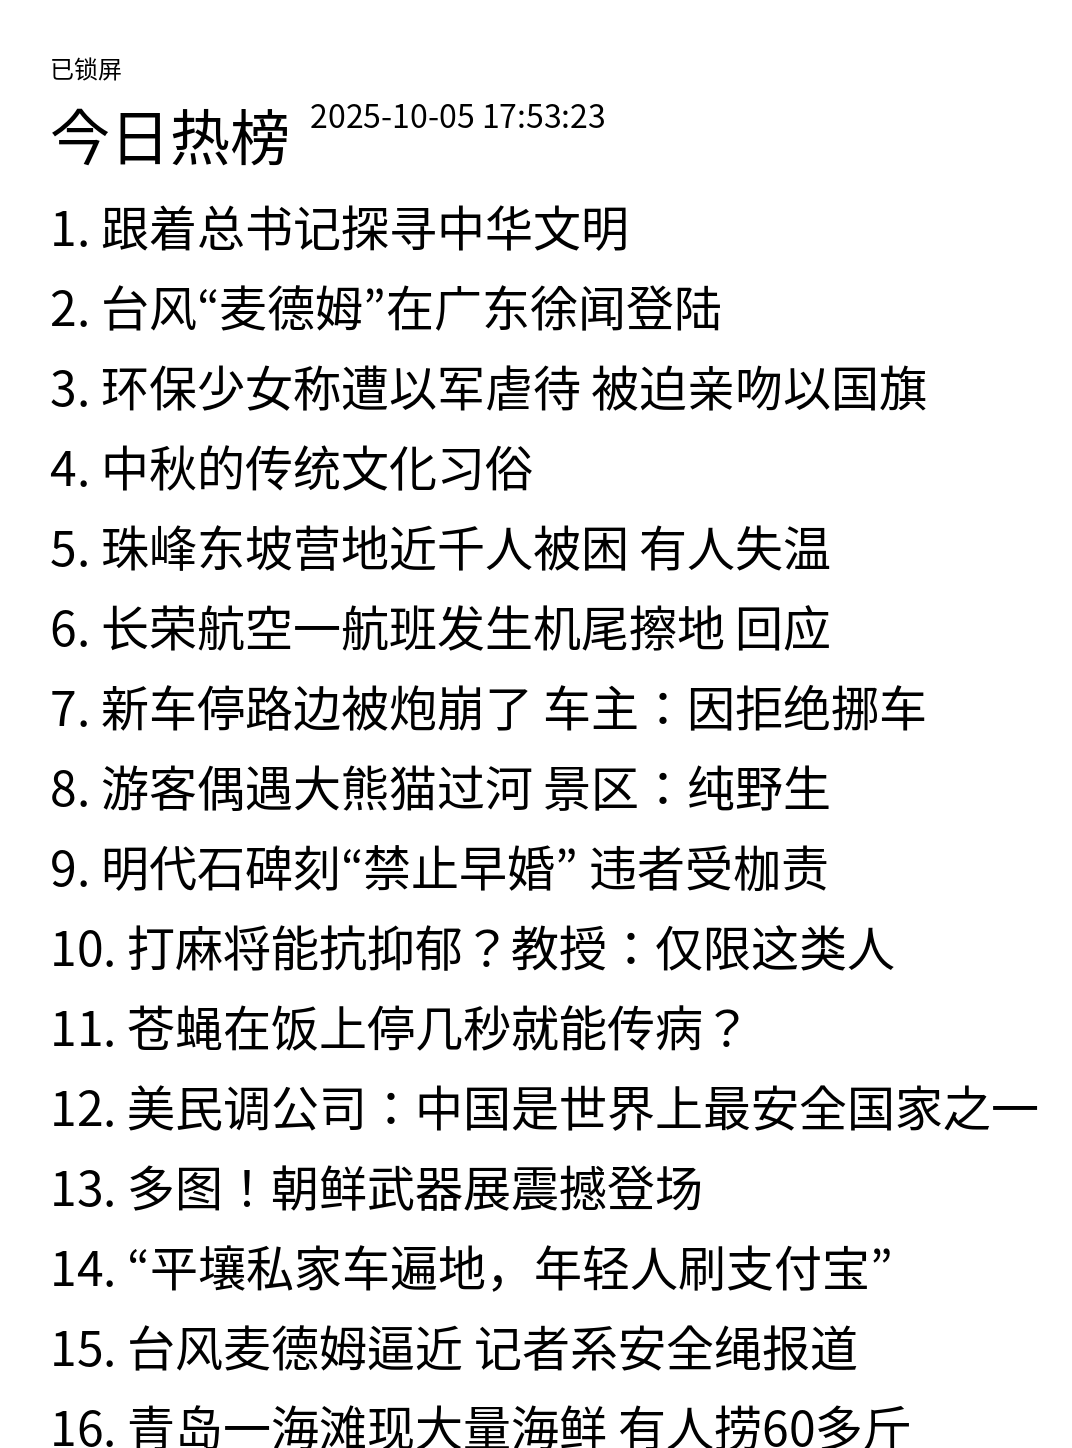 已锁屏
今日热榜 2025-10-05 17:53:23
1. 跟着总书记探寻中华文明
2. 台风“麦德姆”在广东徐闻登陆
3. 环保少女称遭以军虐待 被迫亲吻以国旗
4. 中秋的传统文化习俗
5. 珠峰东坡营地近千人被困 有人失温
6. 长荣航空一航班发生机尾擦地 回应
7. 新车停路边被炮崩了 车主：因拒绝挪车
8. 游客偶遇大熊猫过河 景区：纯野生
9. 明代石碑刻“禁止早婚” 违者受枷责
10. 打麻将能抗抑郁？教授：仅限这类人
11. 苍蝇在饭上停几秒就能传病？
12. 美民调公司：中国是世界上最安全国家之一
13. 多图！朝鲜武器展震撼登场
14. “平壤私家车遍地，年轻人刷支付宝”
15. 台风麦德姆逼近 记者系安全绳报道
16. 青岛一海滩现大量海鲜 有人捞60多斤